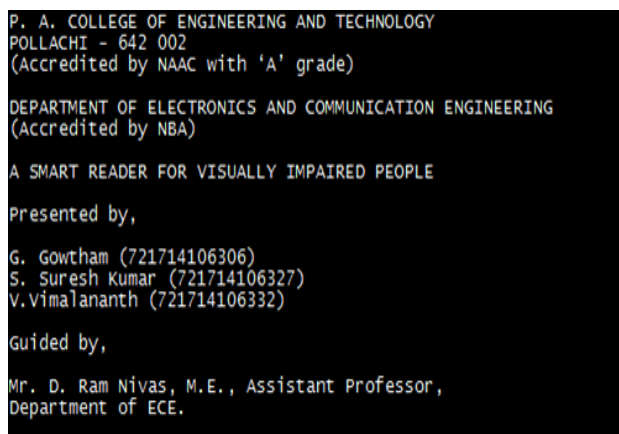 P. A. COLLEGE OF ENGINEERING AND TECHNOLOGY
POLLACHI - 642 002
(Accredited by NAAC with ‘A’ grade)
DEPARTMENT OF ELECTRONICS AND COMMUNICATION ENGINEERING
(Accredited by NBA)
A SMART READER FOR VISUALLY IMPAIRED PEOPLE
Presented by,
G. Gowtham (721714106306)
S. Suresh Kumar (721714106327)
V.Vimalananth (721714106332)
Guided by,
Mr. D. Ram Nivas, M.E., Assistant Professor,
Department of ECE.